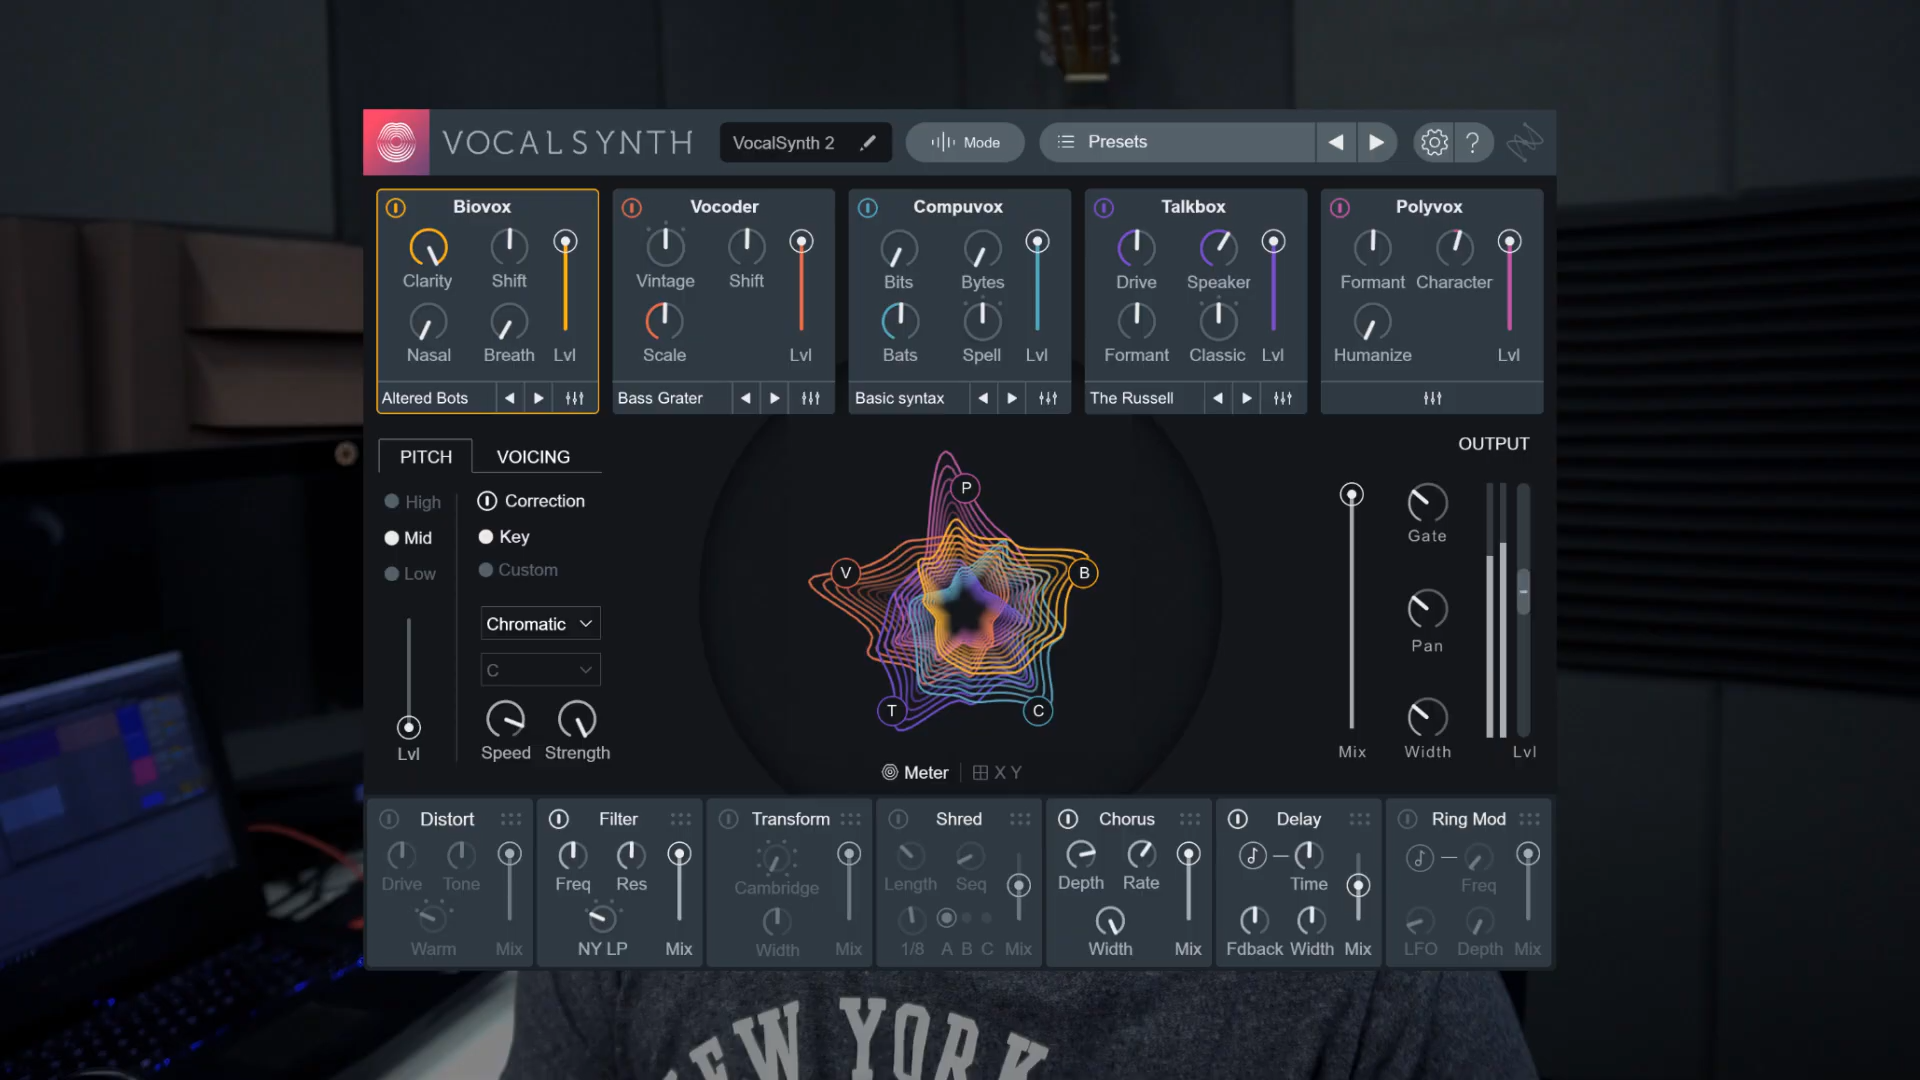 VOCALSYNTH VocalSynth 2 Mode Presets ?
Biovox Vocoder Compuvox Talkbox Polyvox
Clarity Shift Vintage Shift Bits Bytes Drive Speaker Formant Character
Nasal Breath Lvl Scale Lvl Bats Spell Lvl Formant Classic Lvl Humanize Lvl
Altered Bots Bass Grater Basic syntax The Russell
PITCH VOICING OUTPUT
High Correction
Mid Key
Low Custom
Chromatic
C
Lvl Speed Strength
P
V B
T C
Meter X Y
Gate
Pan
Mix Width Lvl
Distort Filter Transform Shred Chorus Delay Ring Mod
Drive Tone Freq Res Cambridge Length Seq Depth Rate Time Freq
Warm Mix NY LP Mix Width Mix 1/8 A B C Mix Width Mix Fdback Width Mix LFO Depth Mix
NEW YORK